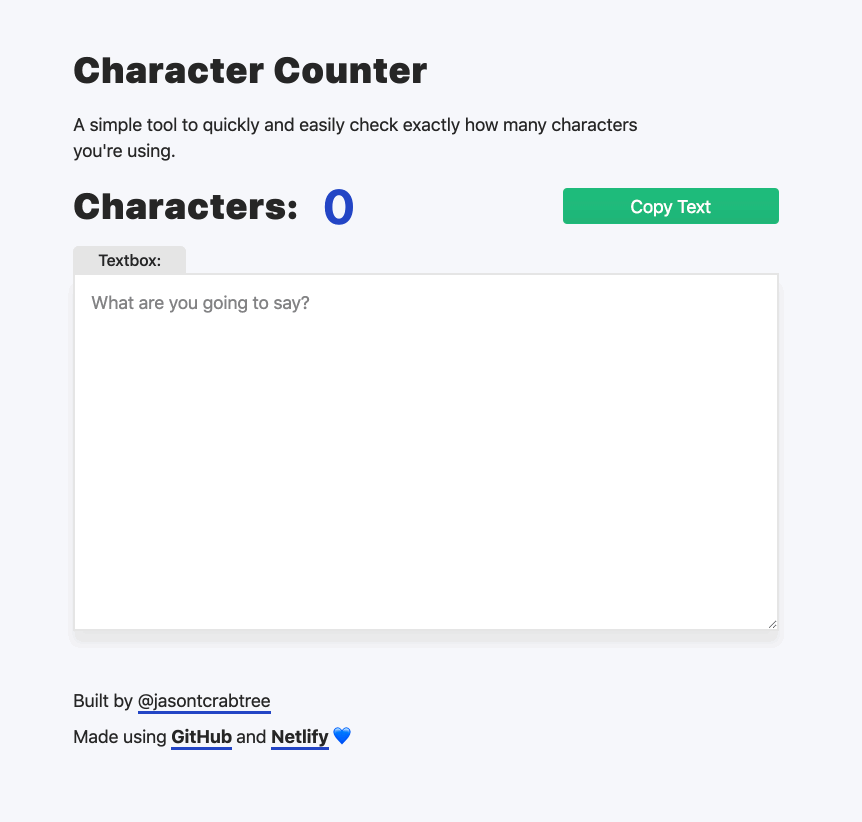 Character Counter
A simple tool to quickly and easily check exactly how many characters
you're using.
Characters: 0
Copy Text
Textbox:
What are you going to say?
Built by @jasontcrabtree
Made using GitHub and Netlify 💙